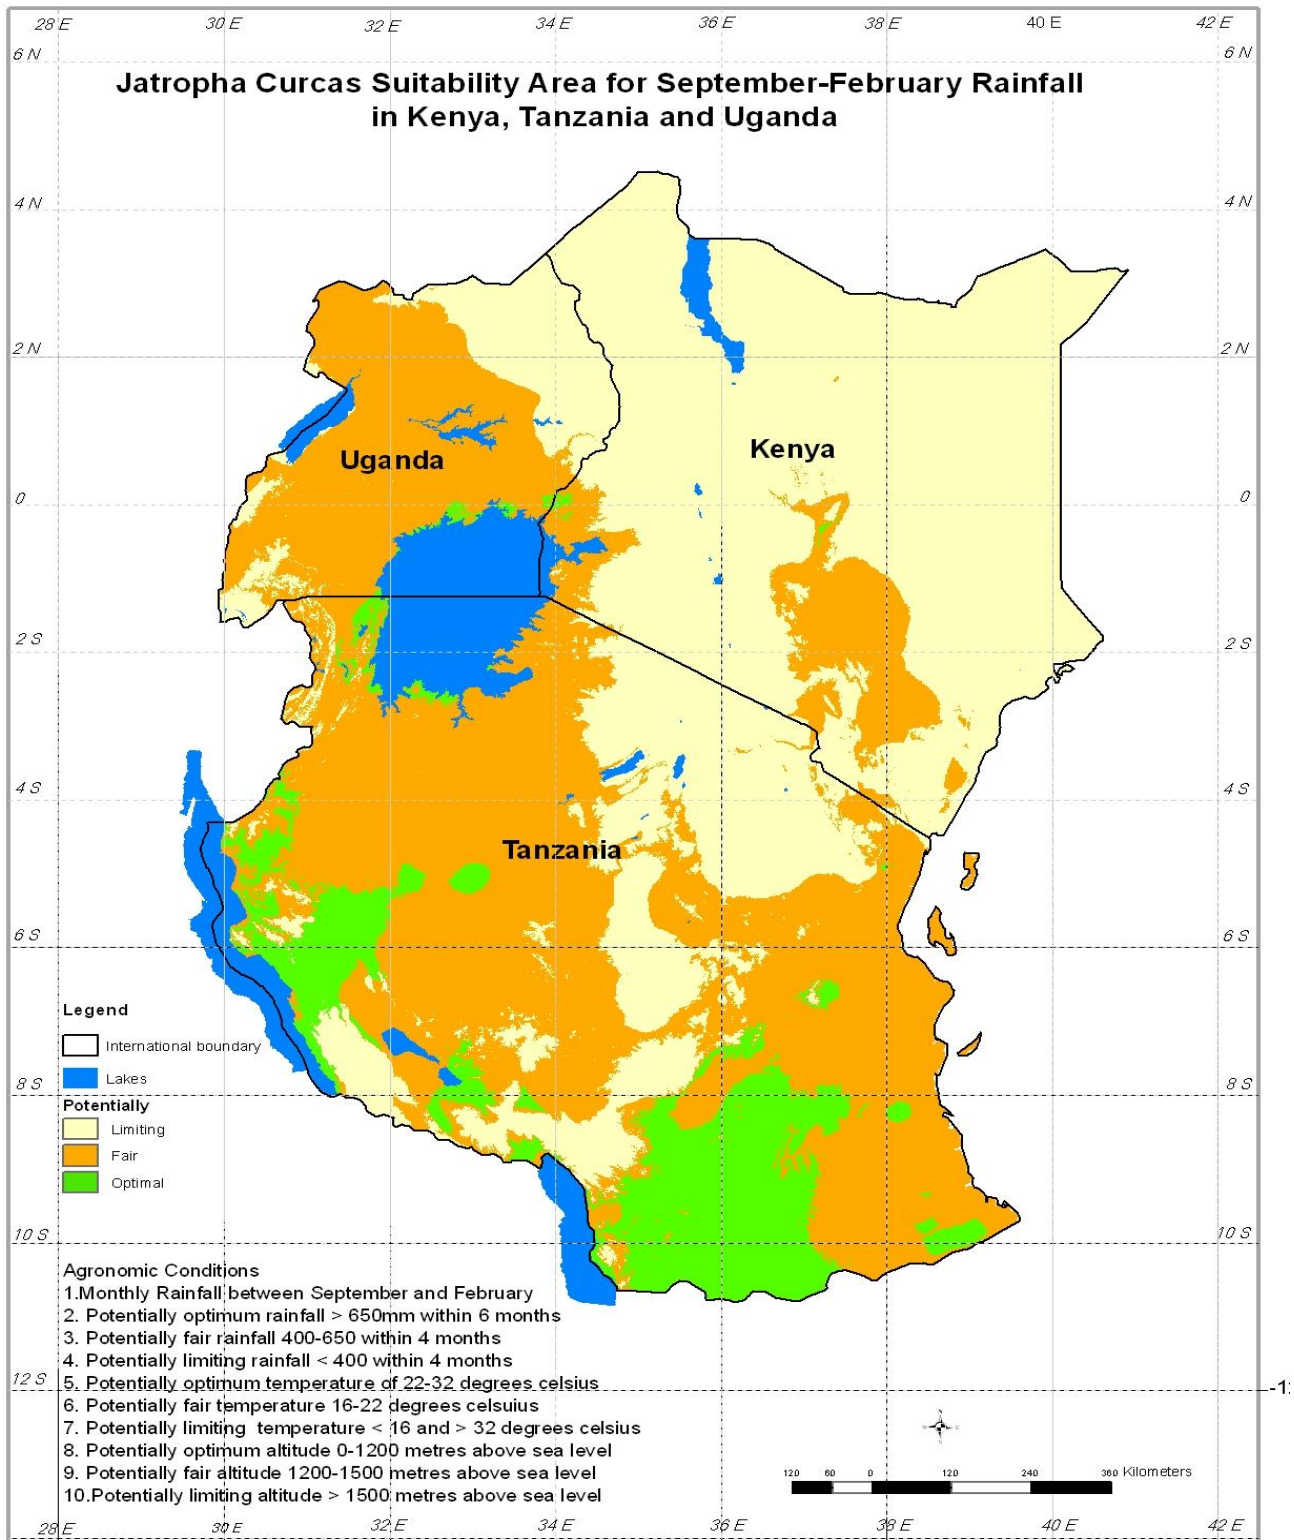 28 E 30 E 32 E 34 E 36 E 38 E 40 E 42 E
6 N 6 N
Jatropha Curcas Suitability Area for September-February Rainfall
in Kenya, Tanzania and Uganda
4 N 4 N
2 N 2 N
Kenya
Uganda
0 0
2 S 2 S
4 S 4 S
Tanzania
6 S 6 S
Legend
International boundary
Lakes
8 S 8 S
Potentially
Limiting
Fair
Optimal
10 S 10 S
Agronomic Conditions
1.Monthly Rainfall between September and February
2. Potentially optimum rainfall > 650mm within 6 months
3. Potentially fair rainfall 400-650 within 4 months
4. Potentially limiting rainfall < 400 within 4 months
12 S 12 S
5. Potentially optimum temperature of 22-32 degrees celsius
6. Potentially fair temperature 16-22 degrees celsuius
7. Potentially limiting temperature < 16 and > 32 degrees celsius
8. Potentially optimum altitude 0-1200 metres above sea level
9. Potentially fair altitude 1200-1500 metres above sea level
10.Potentially limiting altitude > 1500 metres above sea level
120 60 0 120 240 360 Kilometers
28 E 30 E 32 E 34 E 36 E 38 E 40 E 42 E